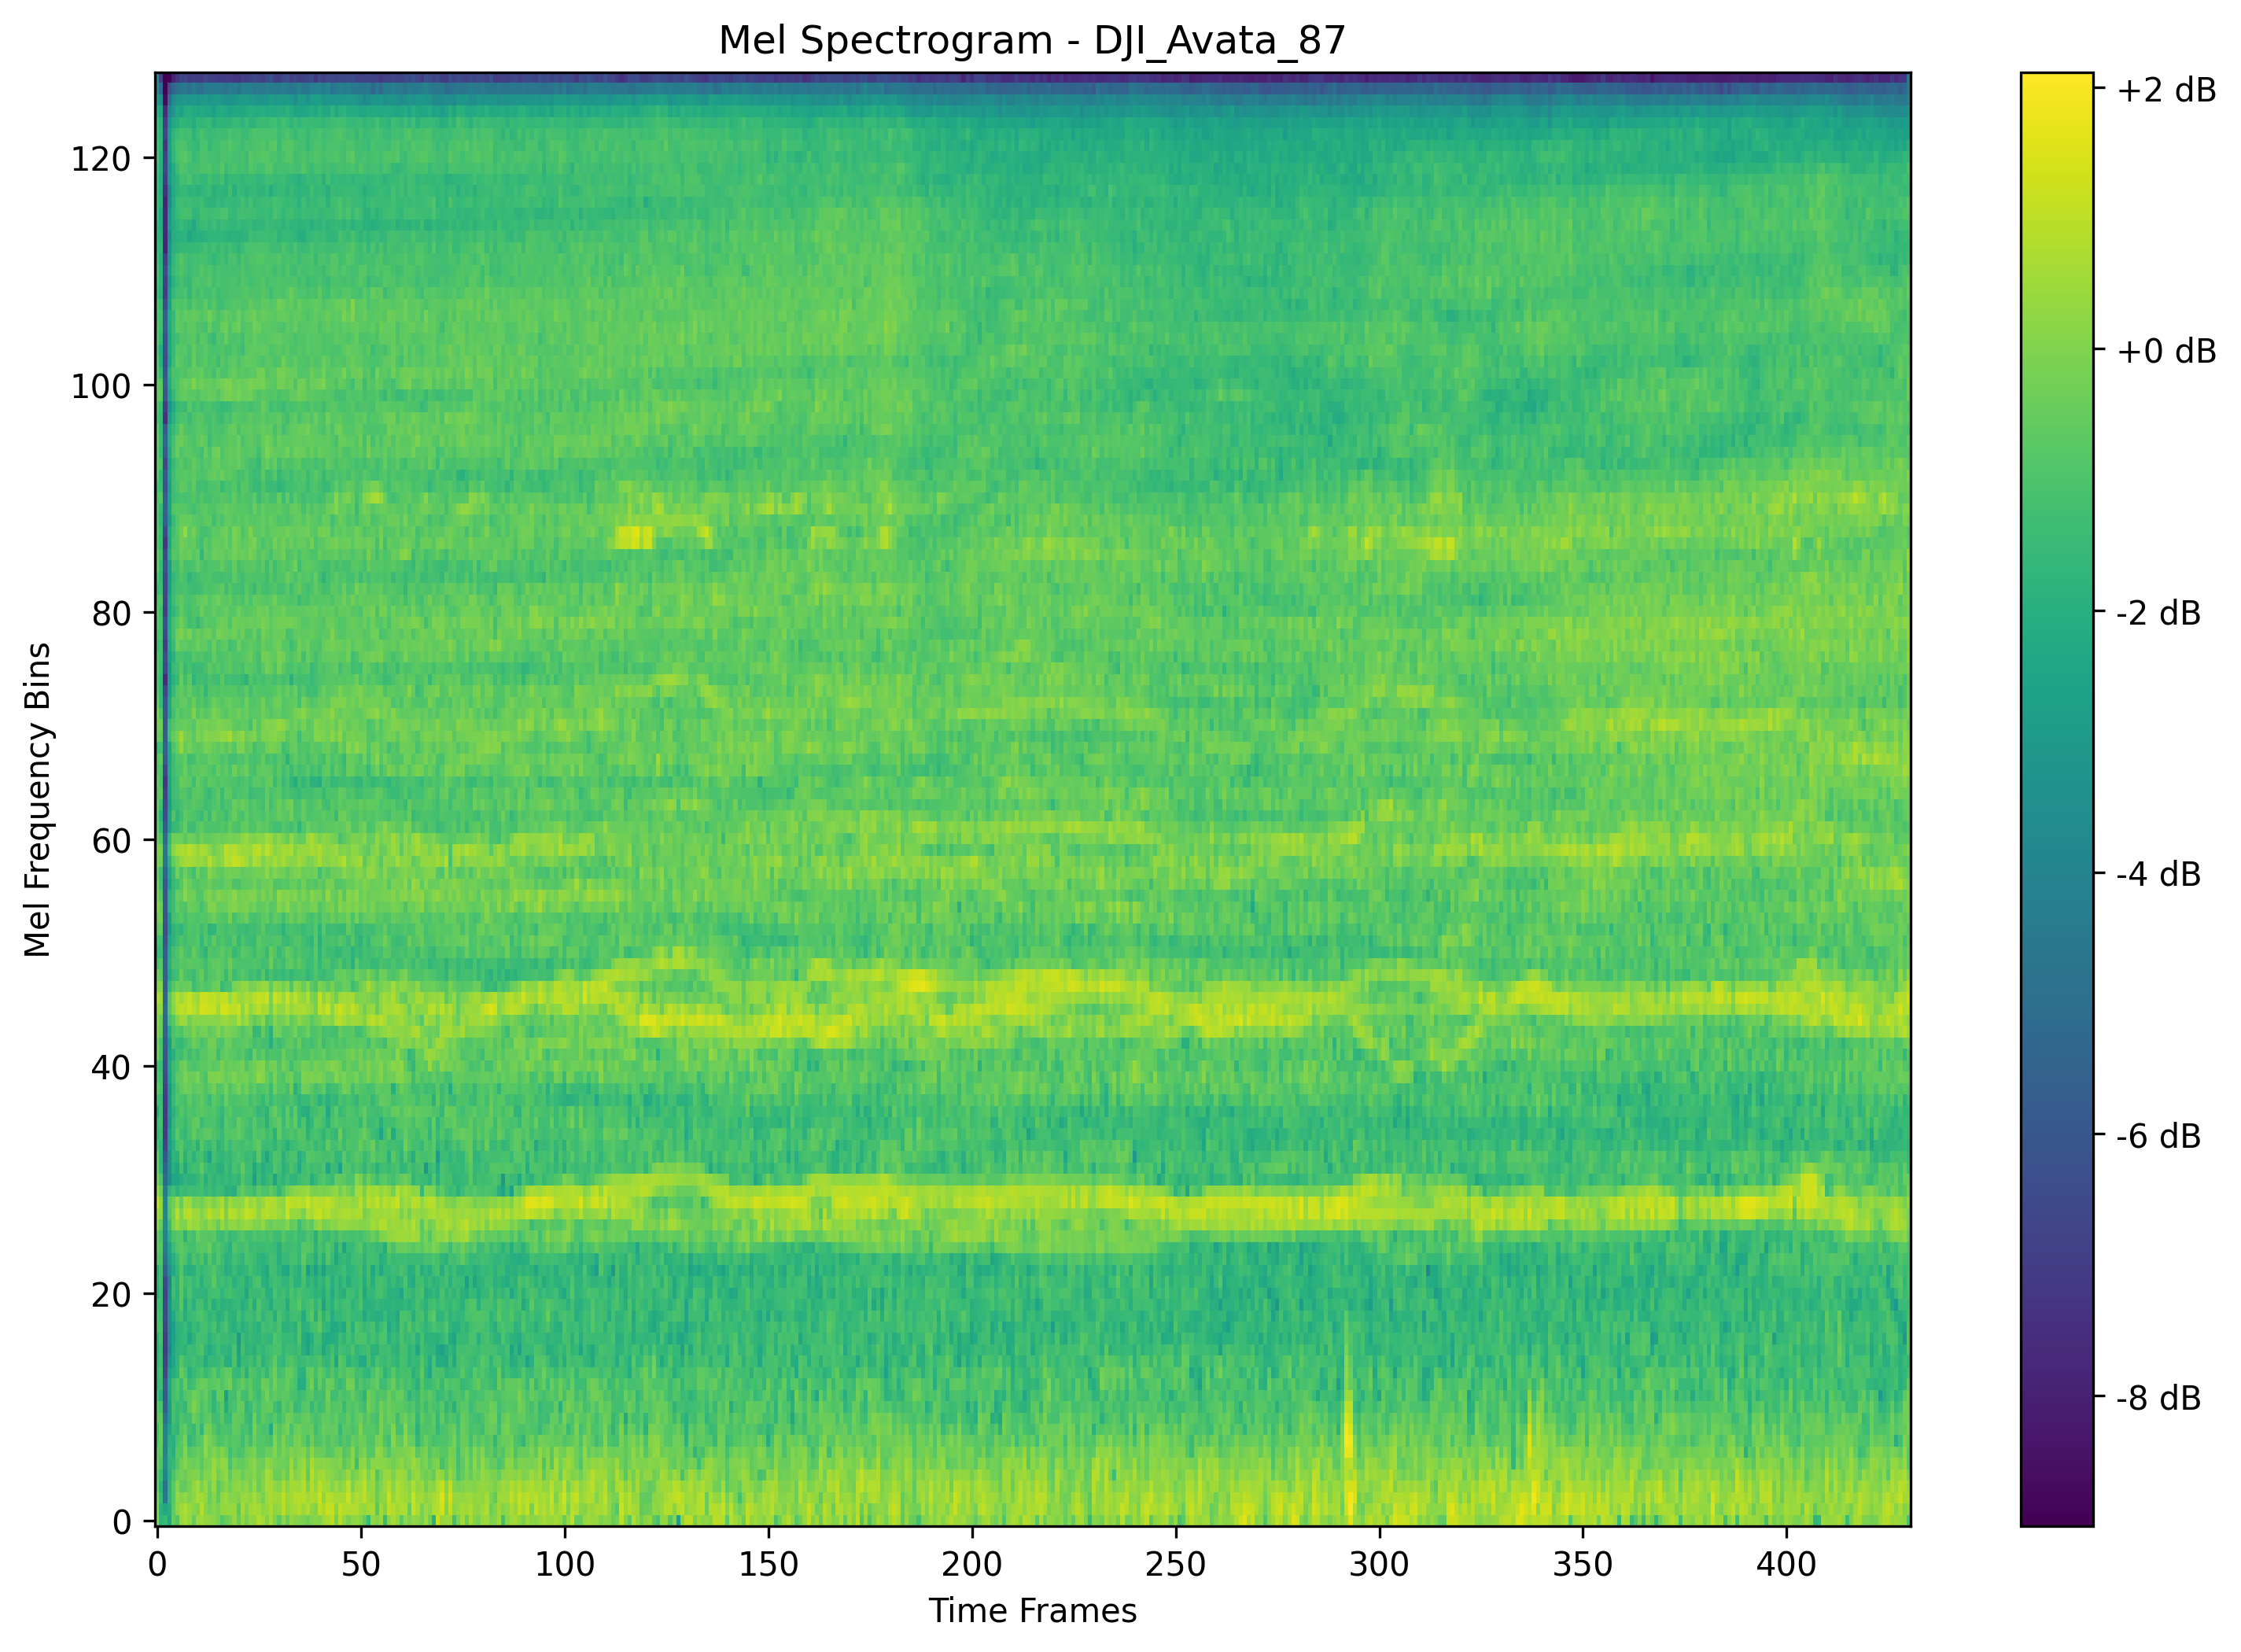 Mel Spectrogram - DJI_Avata_87
Mel Frequency Bins
120
100
80
60
40
20
0
0 50 100 150 200 250 300 350 400
Time Frames
+2 dB
+0 dB
-2 dB
-4 dB
-6 dB
-8 dB